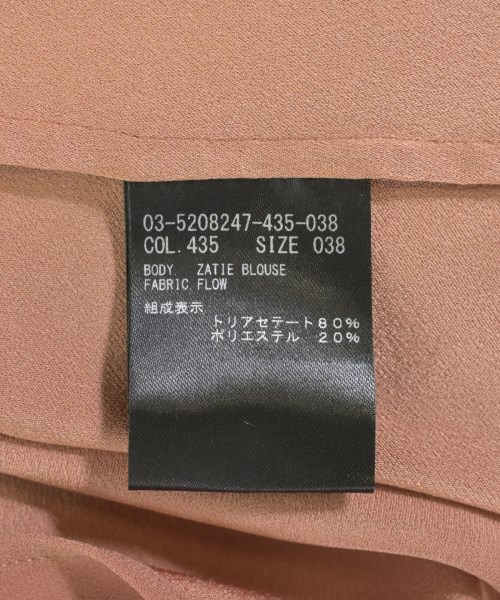 03-5208247-435-038
COL.435 SIZE 038
BODY. ZATIE BLOUSE
FABRIC.FLOW
組成表示
トリアセテート80%
ポリエステル 20%